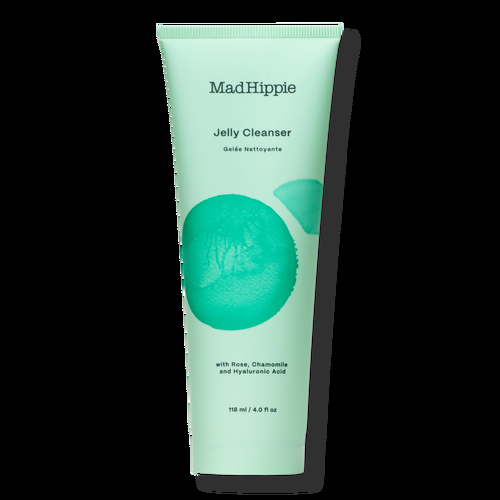 MadHippie
Jelly Cleanser
Gelée Nettoyante
with Rose, Chamomile
and Hyaluronic Acid
118 ml / 4.0 fl oz